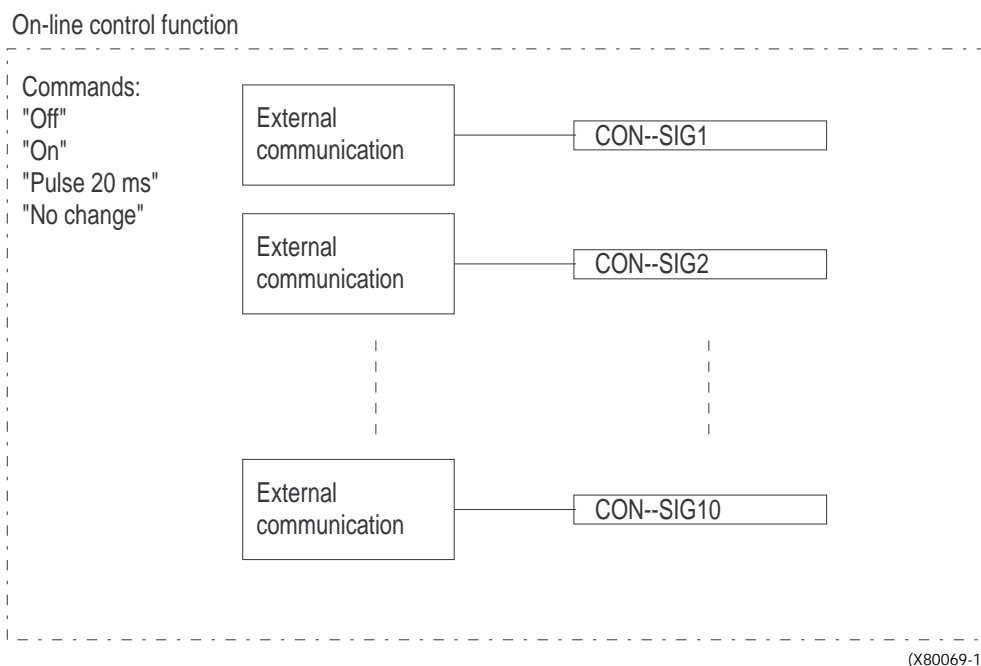 On-line control function
Commands:
"Off"
"On"
"Pulse 20 ms"
"No change"
External
communication
CON--SIG1
External
communication
CON--SIG2
External
communication
CON--SIG10
(X80069-1